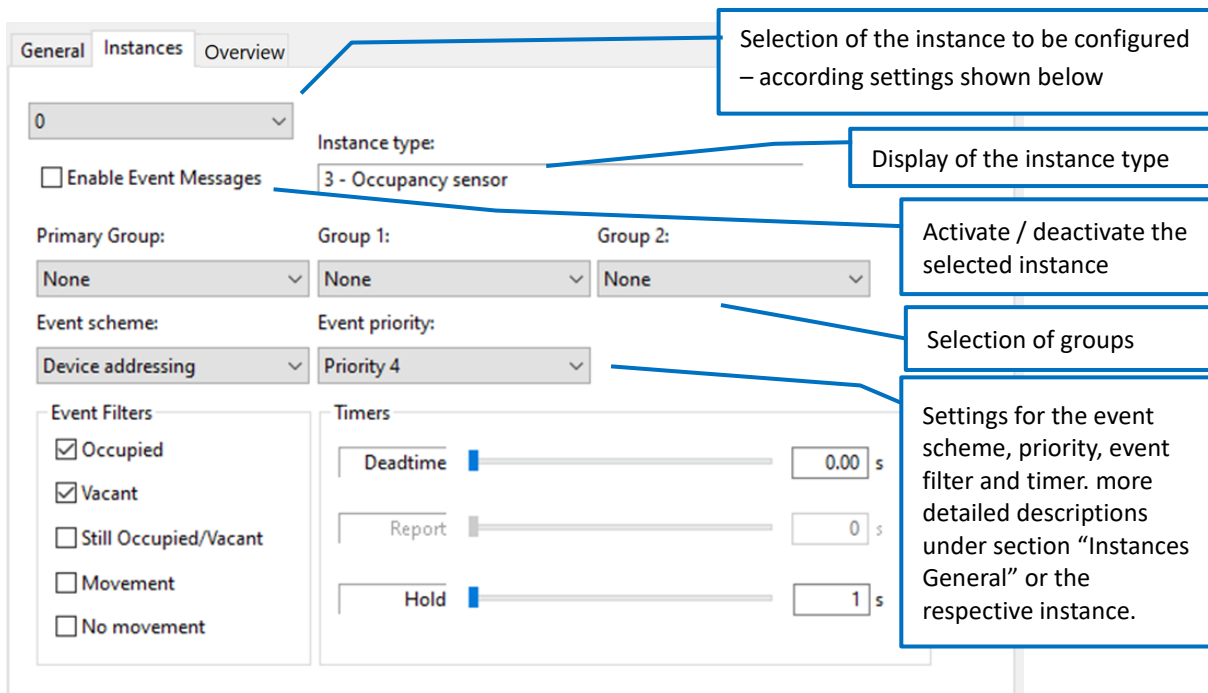 General Instances Overview
Selection of the instance to be configured
– according settings shown below
0
Instance type:
Display of the instance type
Enable Event Messages
3 - Occupancy sensor
Activate / deactivate the
selected instance
Primary Group: Group 1: Group 2:
None None None
Selection of groups
Event scheme: Event priority:
Device addressing Priority 4
Settings for the event
scheme, priority, event
filter and timer. more
detailed descriptions
under section “Instances
General” or the
respective instance.
Event Filters
Occupied
Vacant
Still Occupied/Vacant
Movement
No movement
Timers
Deadtime 0.00 s
Report 0 s
Hold 1 s